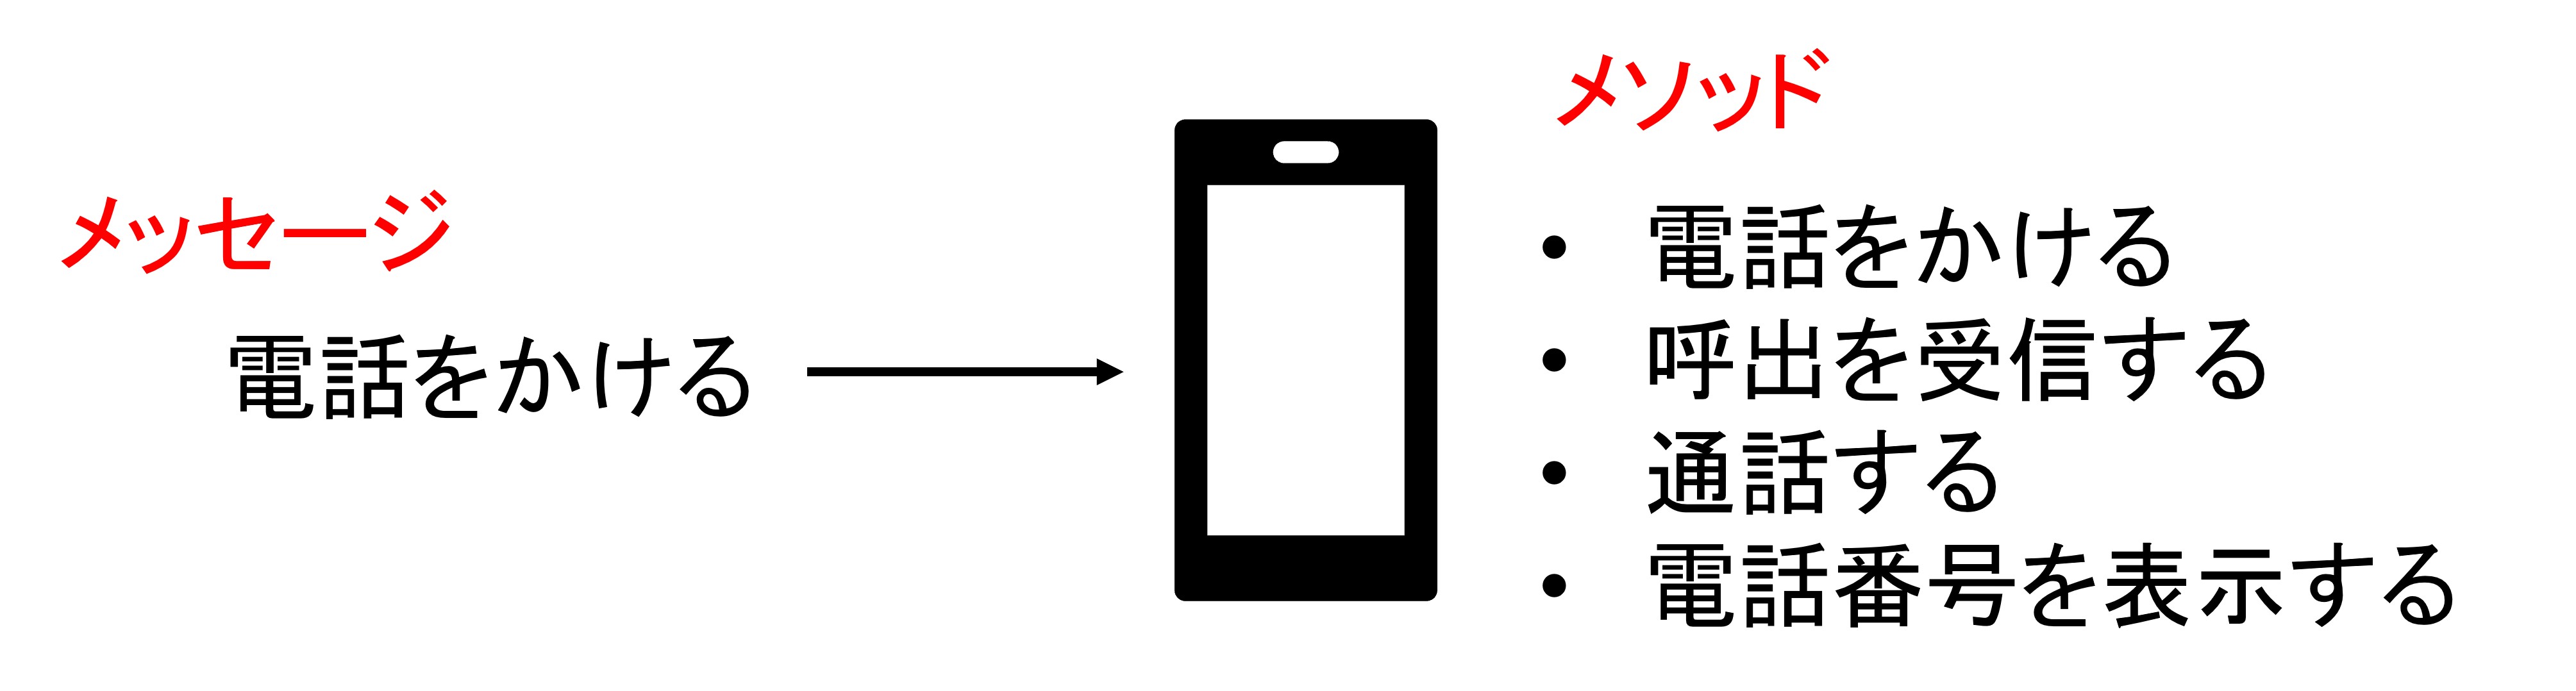 メッセージ
電話をかける
メソッド
• 電話をかける
• 呼出を受信する
• 通話する
• 電話番号を表示する